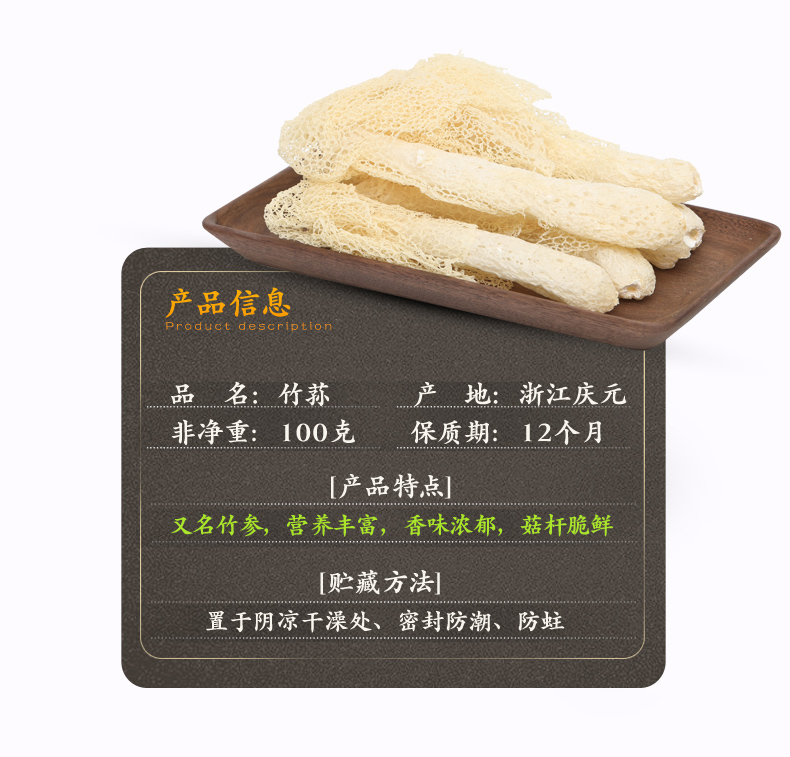 产品信息
Product description
品 名：竹荪 产 地：浙江庆元
非净重：100克 保质期：12个月
[产品特点]
又名竹参，营养丰富，香味浓郁，菇杆脆鲜
[贮藏方法]
置于阴凉干澡处、密封防潮、防蛀